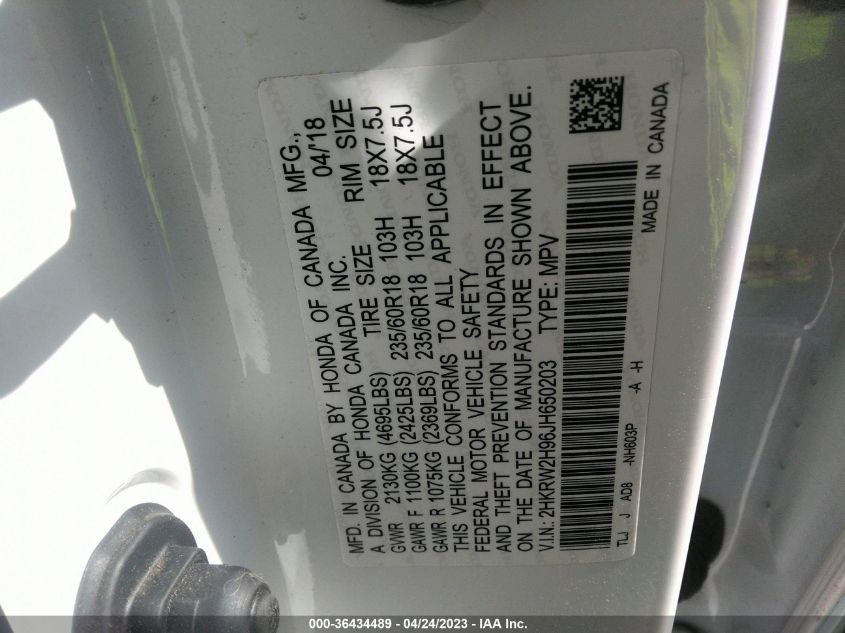 MFD. IN CANADA BY HONDA OF CANADA MFG.,
A DIVISION OF HONDA CANADA INC. 04/'18
GVWR 2130KG (4695LBS) TIRE SIZE RIM SIZE
GAWR F 1100KG (2425LBS) 235/60R18 103H 18X7.5J
GAWR R 1075KG (2369LBS) 235/60R18 103H 18X7.5J
THIS VEHICLE CONFORMS TO ALL APPLICABLE
FEDERAL MOTOR VEHICLE SAFETY
AND THEFT PREVENTION STANDARDS IN EFFECT
ON THE DATE OF MANUFACTURE SHOWN ABOVE.
V.I.N.: 2HKRW2H96JH650203 TYPE: MPV
TLJ J AD8 -NH603P -A -H
MADE IN CANADA
000-36434489 - 04/24/2023 - IAA Inc.